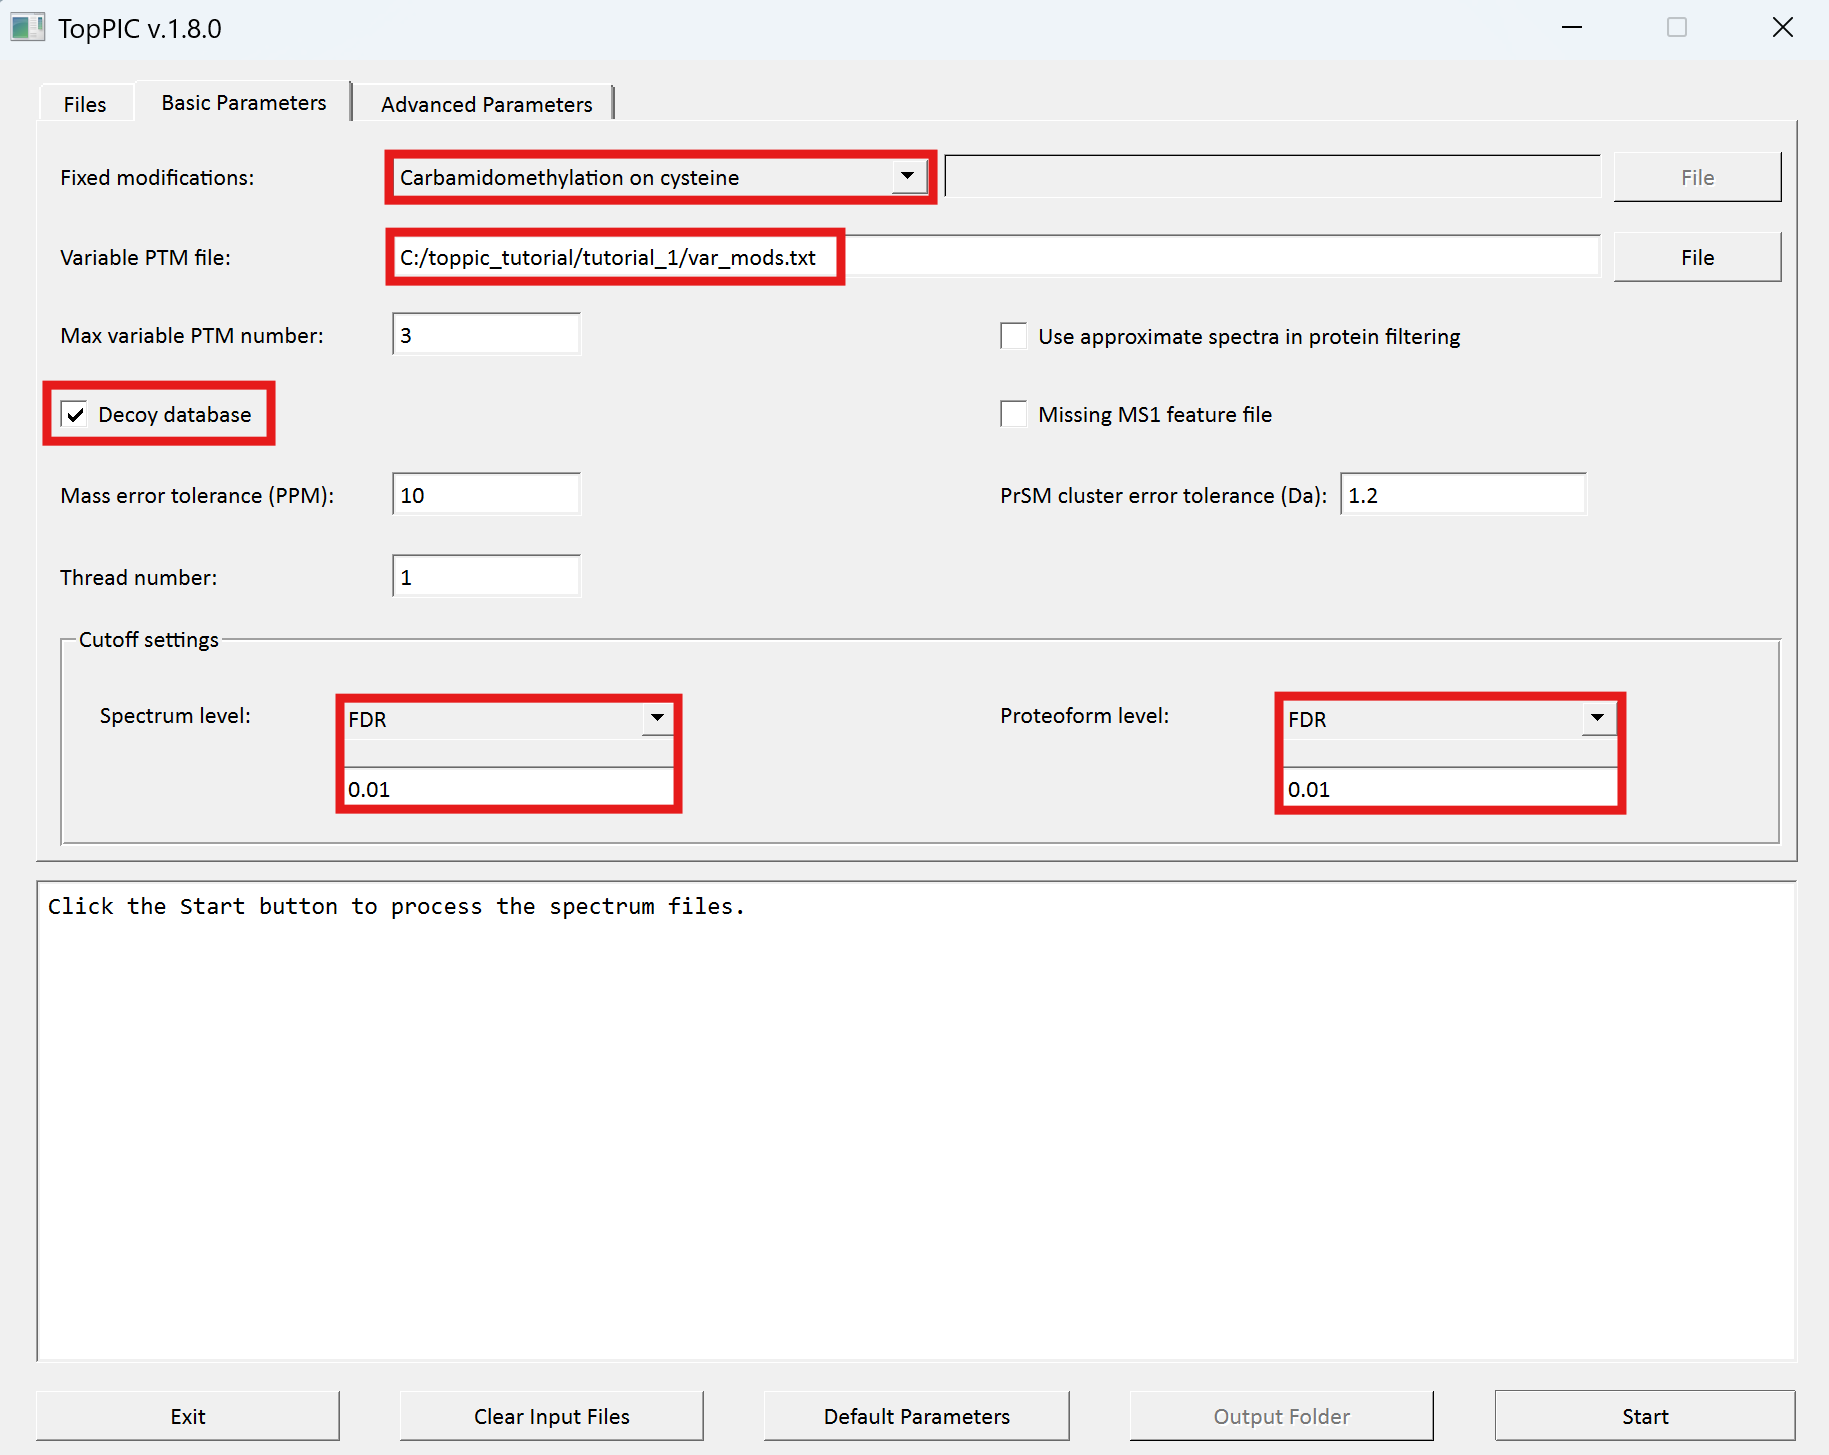 TopPIC v.1.8.0
Files
Basic Parameters
Advanced Parameters
Fixed modifications:
Carbamidomethylation on cysteine
File
Variable PTM file:
C:/toppic_tutorial/tutorial_1/var_mods.txt
File
Max variable PTM number:
3
Use approximate spectra in protein filtering
Decoy database
Missing MS1 feature file
Mass error tolerance (PPM):
10
PrSM cluster error tolerance (Da):
1.2
Thread number:
1
Cutoff settings
Spectrum level:
FDR
0.01
Proteoform level:
FDR
0.01
Click the Start button to process the spectrum files.
Exit
Clear Input Files
Default Parameters
Output Folder
Start